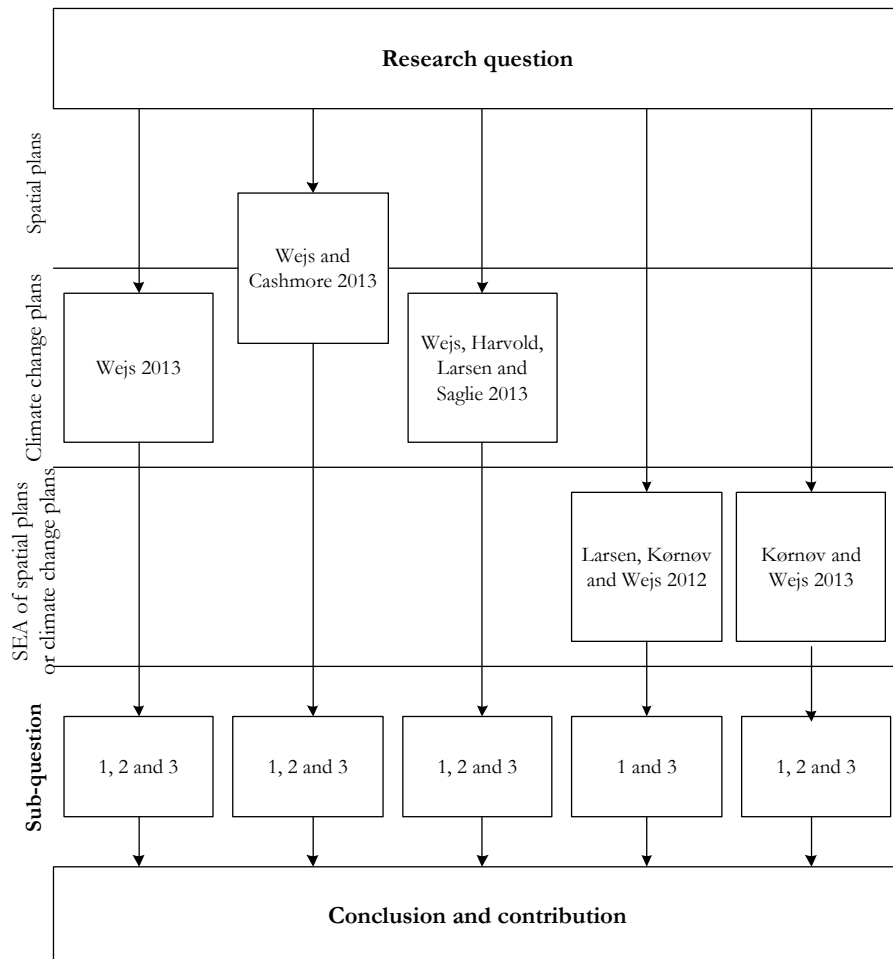 Research question
Spatial plans
Wejs and
Cashmore 2013
Climate change plans
Wejs 2013
Wejs, Harvold,
Larsen and
Saglie 2013
SEA of spatial plans
or climate change plans
Larsen, Kørnøv
and Wejs 2012
Kørnøv and
Wejs 2013
Sub-question
1, 2 and 3
1, 2 and 3
1, 2 and 3
1 and 3
1, 2 and 3
Conclusion and contribution